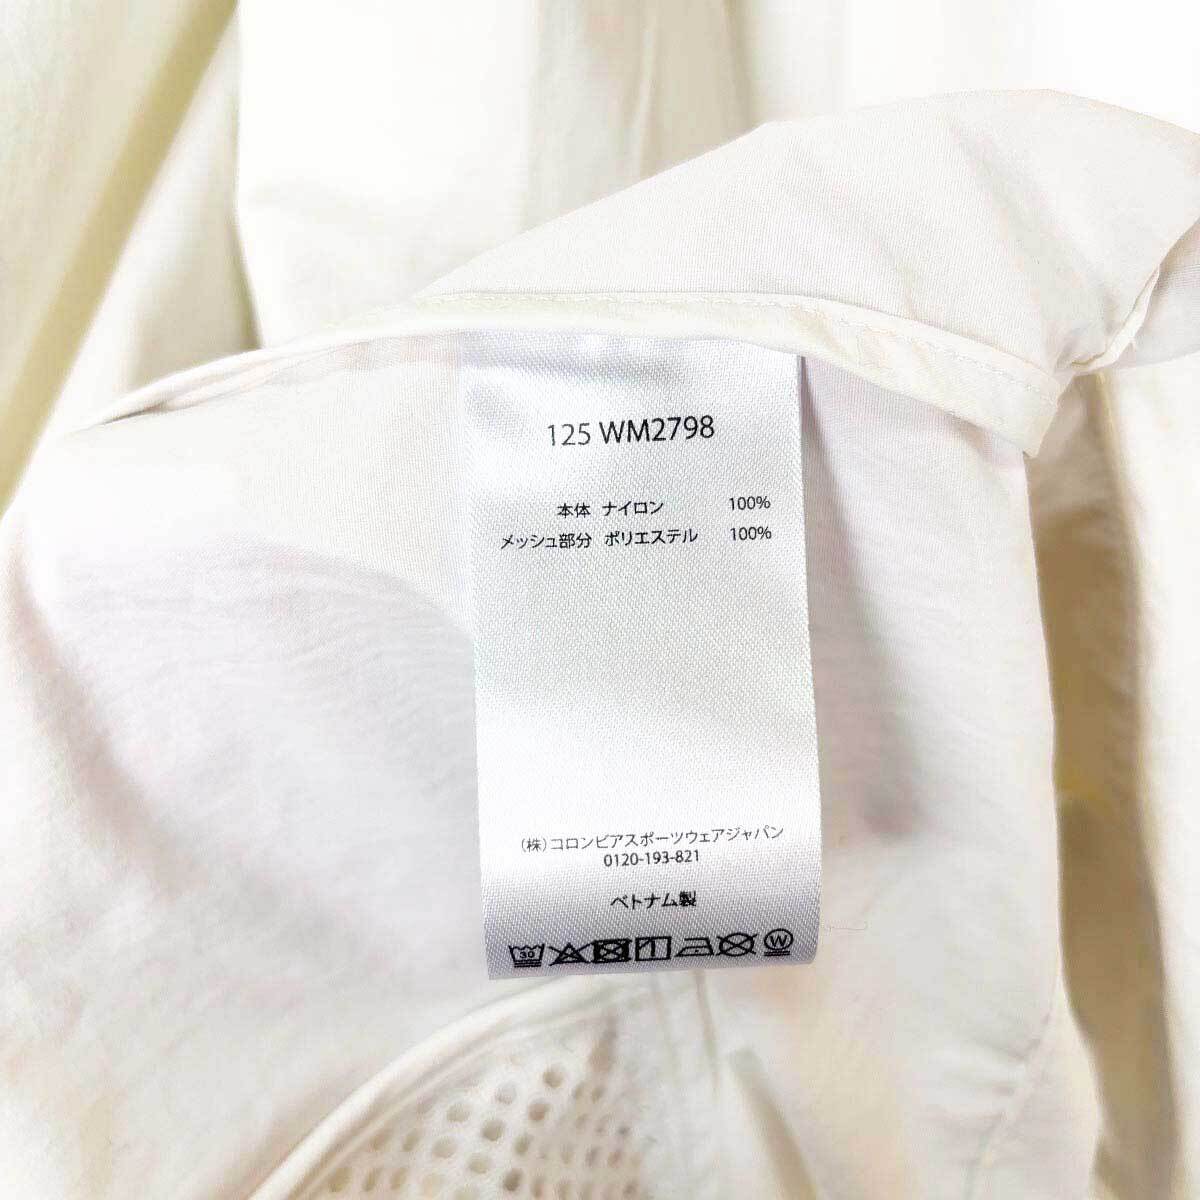 125 WM2798
本体 ナイロン 100%
メッシュ部分 ポリエステル 100%
(株)コロンビアスポーツウェアジャパン
0120-193-821
ベトナム製
30 W